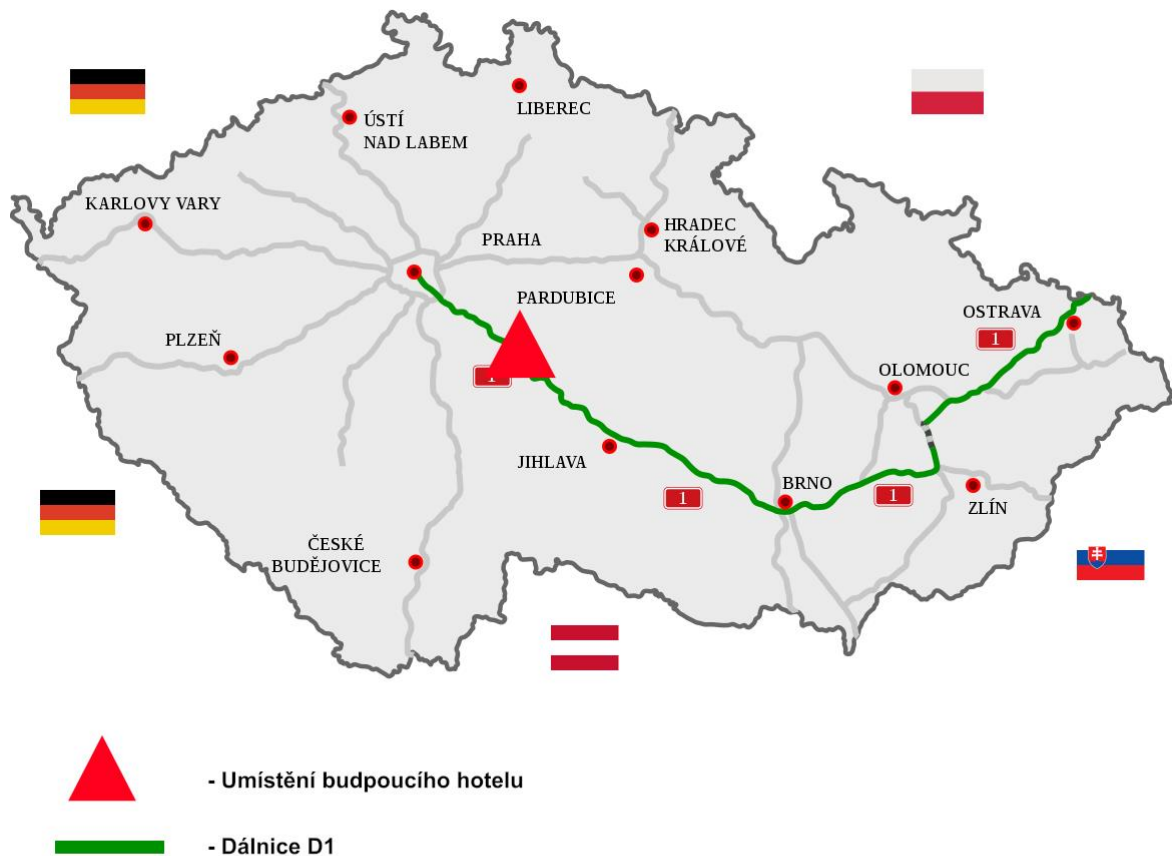 LIBEREC
ÚSTÍ
NAD LABEM
KARLOVY VARY
HRADEC
KRÁLOVÉ
PRAHA
PARDUBICE
OSTRAVA
1
PLZEŇ
OLOMOUC
1
JIHLAVA
BRNO
1
1
ZLÍN
ČESKÉ
BUDĚJOVICE
- Umístění budpoucího hotelu
- Dálnice D1